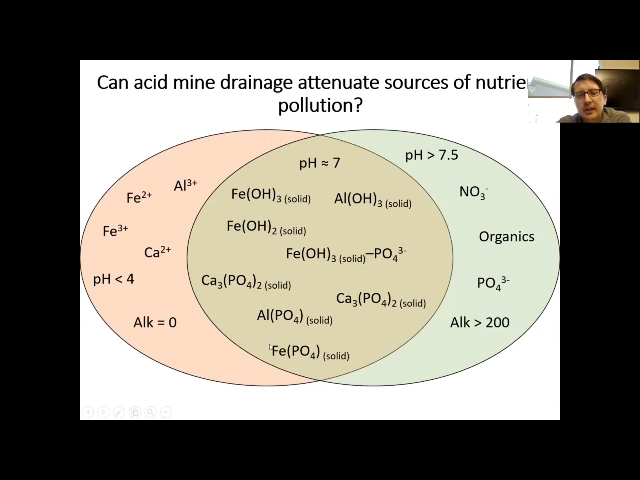 Can acid mine drainage attenuate sources of
pollution?
pH ≈ 7
pH > 7.5
Fe²⁺
Al³⁺
Fe(OH)₃ (solid)
Al(OH)₃ (solid)
NO₃⁻
Fe³⁺
Fe(OH)₂ (solid)
Organics
Ca²⁺
Fe(OH)₃ (solid)–PO₄³⁻
pH < 4
Ca₃(PO₄)₂ (solid)
PO₄³⁻
Ca₃(PO₄)₂ (solid)
Alk = 0
Al(PO₄) (solid)
Alk > 200
Fe(PO₄) (solid)